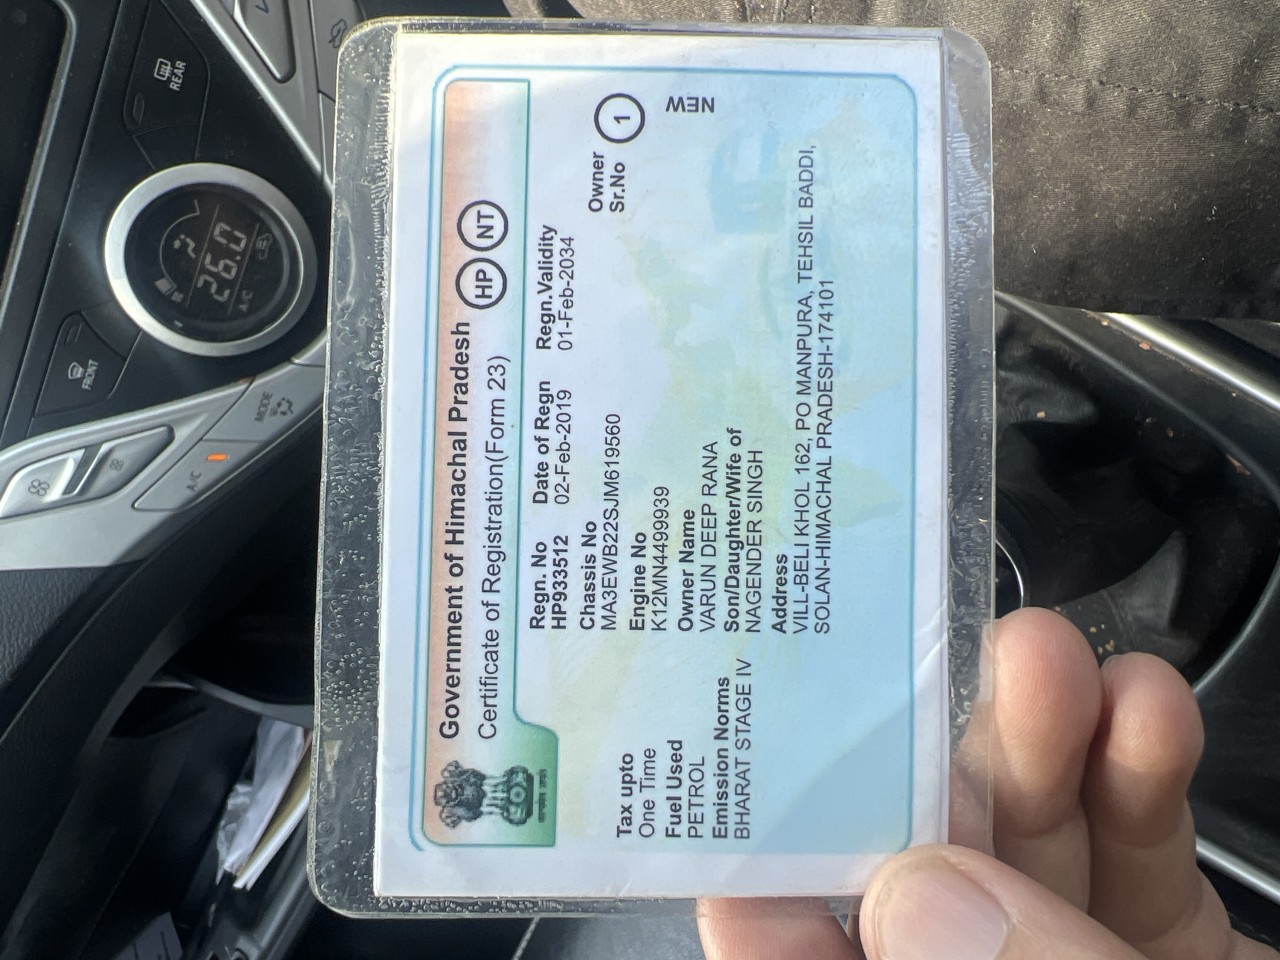 Government of Himachal Pradesh
Certificate of Registration(Form 23)
HP
NT
Regn. No
Date of Regn
Regn.Validity
HP933512
02-Feb-2019
01-Feb-2034
Chassis No
MA3EWB22SJM619560
Owner
Sr.No
1
Engine No
K12MN4499939
NEW
Owner Name
VARUN DEEP RANA
Son/Daughter/Wife of
NAGENDER SINGH
Address
VILL-BELI KHOL 162, PO MANPURA, TEHSIL BADDI,
SOLAN-HIMACHAL PRADESH-174101
Tax upto
One Time
Fuel Used
PETROL
Emission Norms
BHARAT STAGE IV
REAR
26.0
A/C
FRONT
MODE
A/C